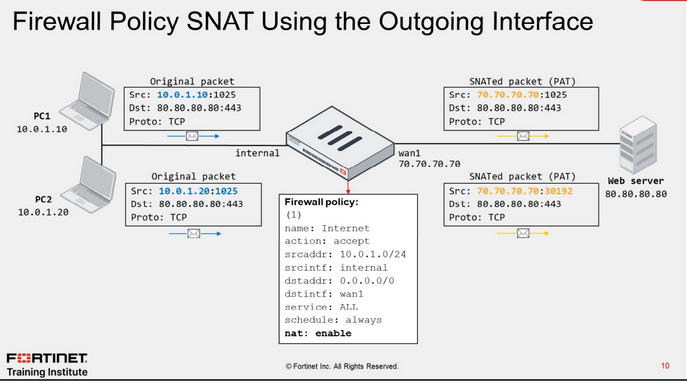 Firewall Policy SNAT Using the Outgoing Interface
Original packet
Src: 10.0.1.10:1025
Dst: 80.80.80.80:443
Proto: TCP
SNATed packet (PAT)
Src: 70.70.70.70:1025
Dst: 80.80.80.80:443
Proto: TCP
PC1
10.0.1.10
internal
wan1
70.70.70.70
Original packet
Src: 10.0.1.20:1025
Dst: 80.80.80.80:443
Proto: TCP
SNATed packet (PAT)
Src: 70.70.70.70:30192
Dst: 80.80.80.80:443
Proto: TCP
Web server
80.80.80.80
PC2
10.0.1.20
Firewall policy:
(1)
name: Internet
action: accept
srcaddr: 10.0.1.0/24
srcintf: internal
dstaddr: 0.0.0.0/0
dstintf: wan1
service: ALL
schedule: always
nat: enable
FORTINET
Training Institute
© Fortinet Inc. All Rights Reserved.
10